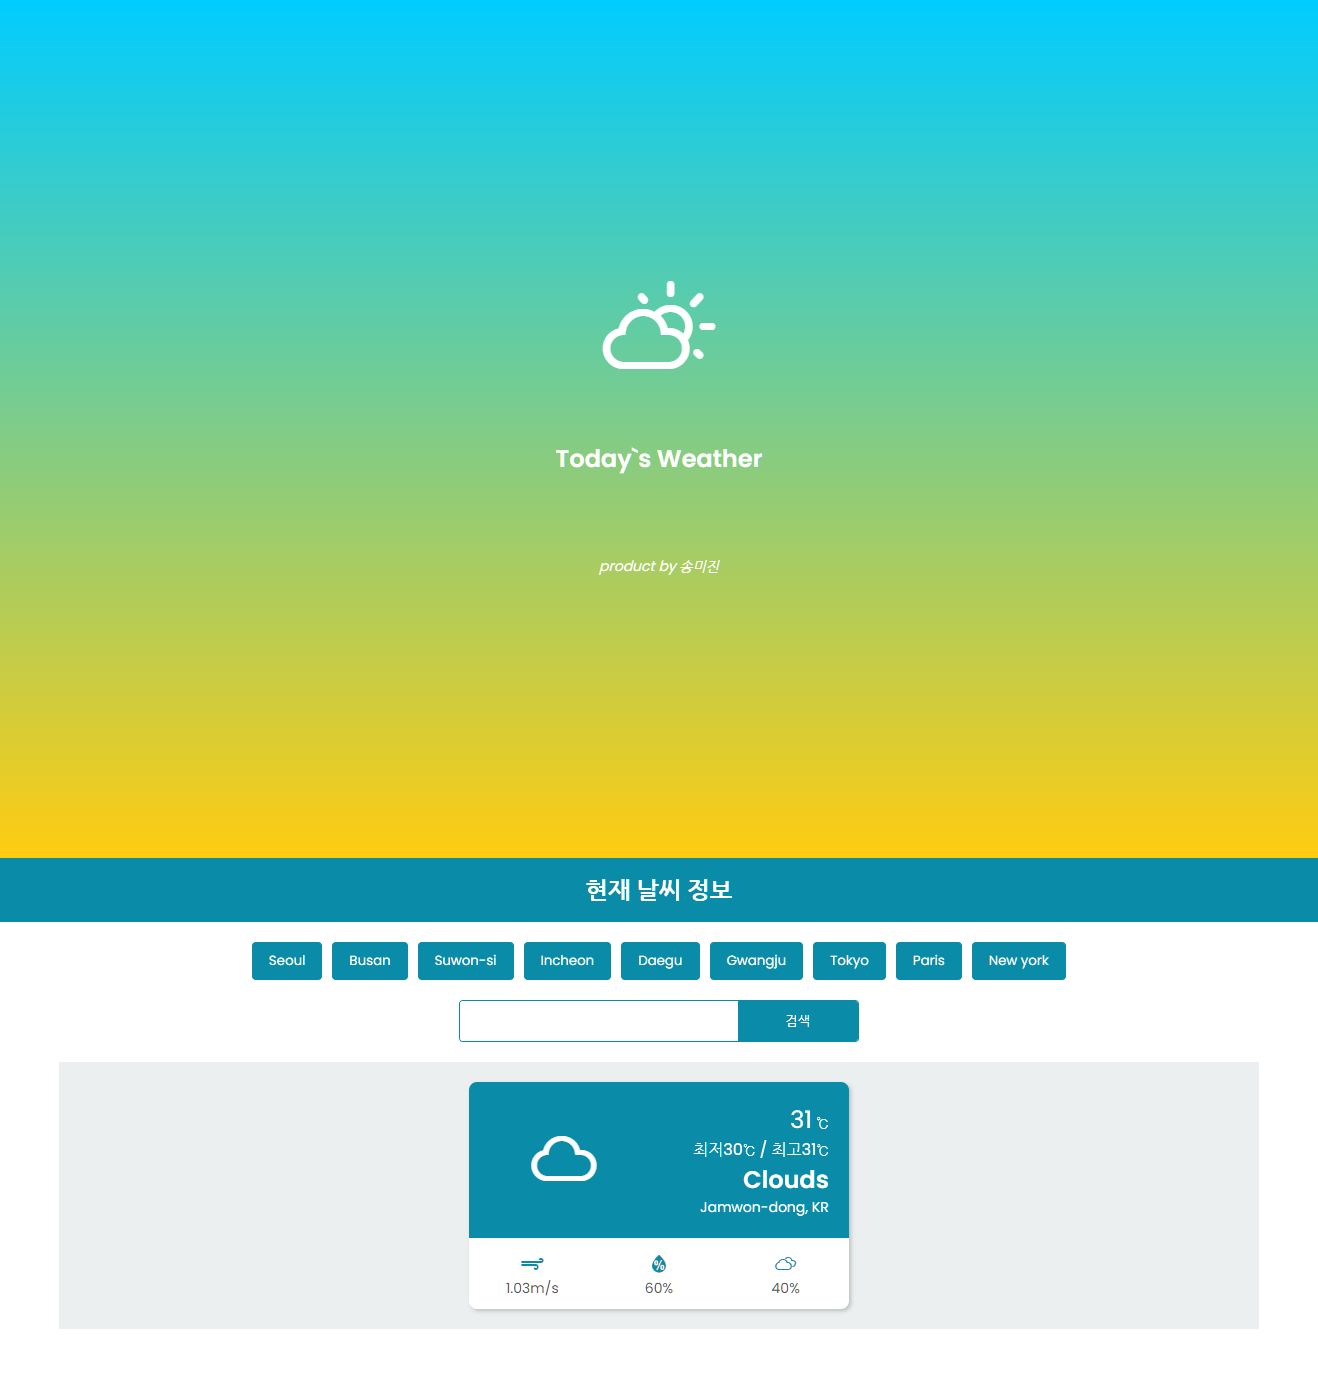 Today`s Weather
product by 송미진
현재 날씨 정보
Seoul Busan Suwon-si Incheon Daegu Gwangju Tokyo Paris New york
검색
31 ℃
최저30℃ / 최고31℃
Clouds
Jamwon-dong, KR
1.03m/s 60% 40%